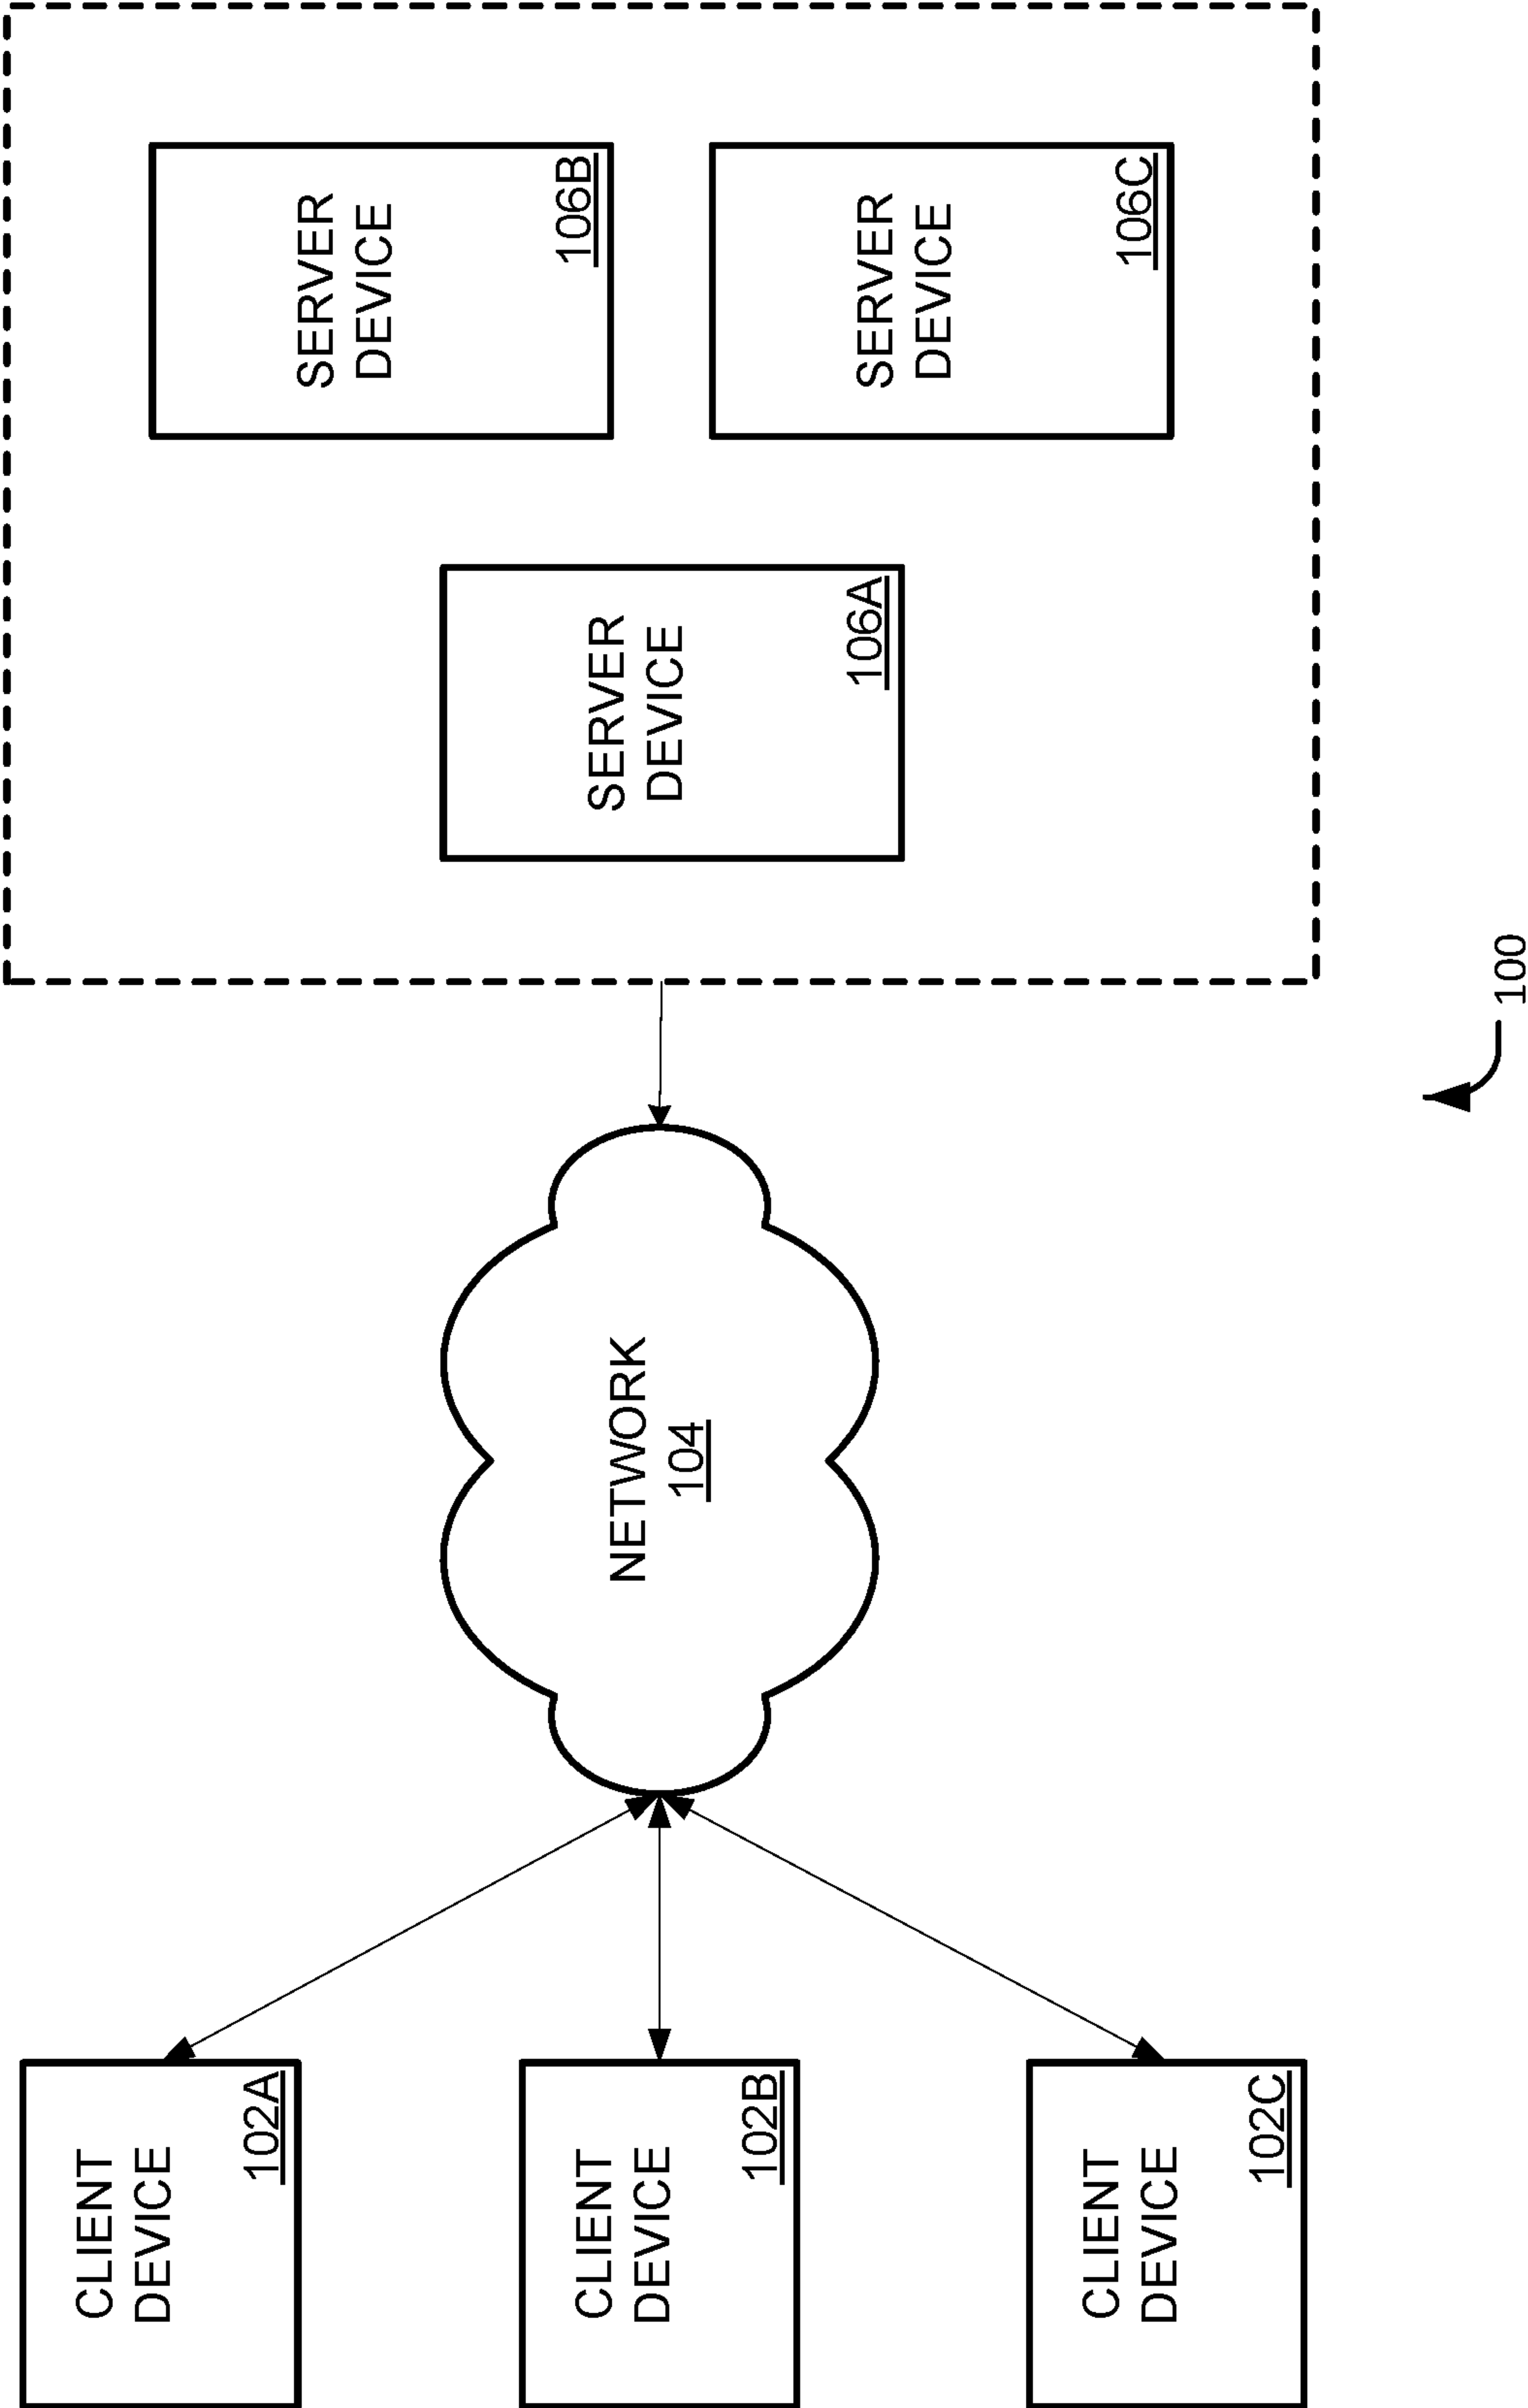 CLIENT
DEVICE
102A
CLIENT
DEVICE
102B
CLIENT
DEVICE
102C
NETWORK
104
SERVER
DEVICE
106A
SERVER
DEVICE
106B
SERVER
DEVICE
106C
100